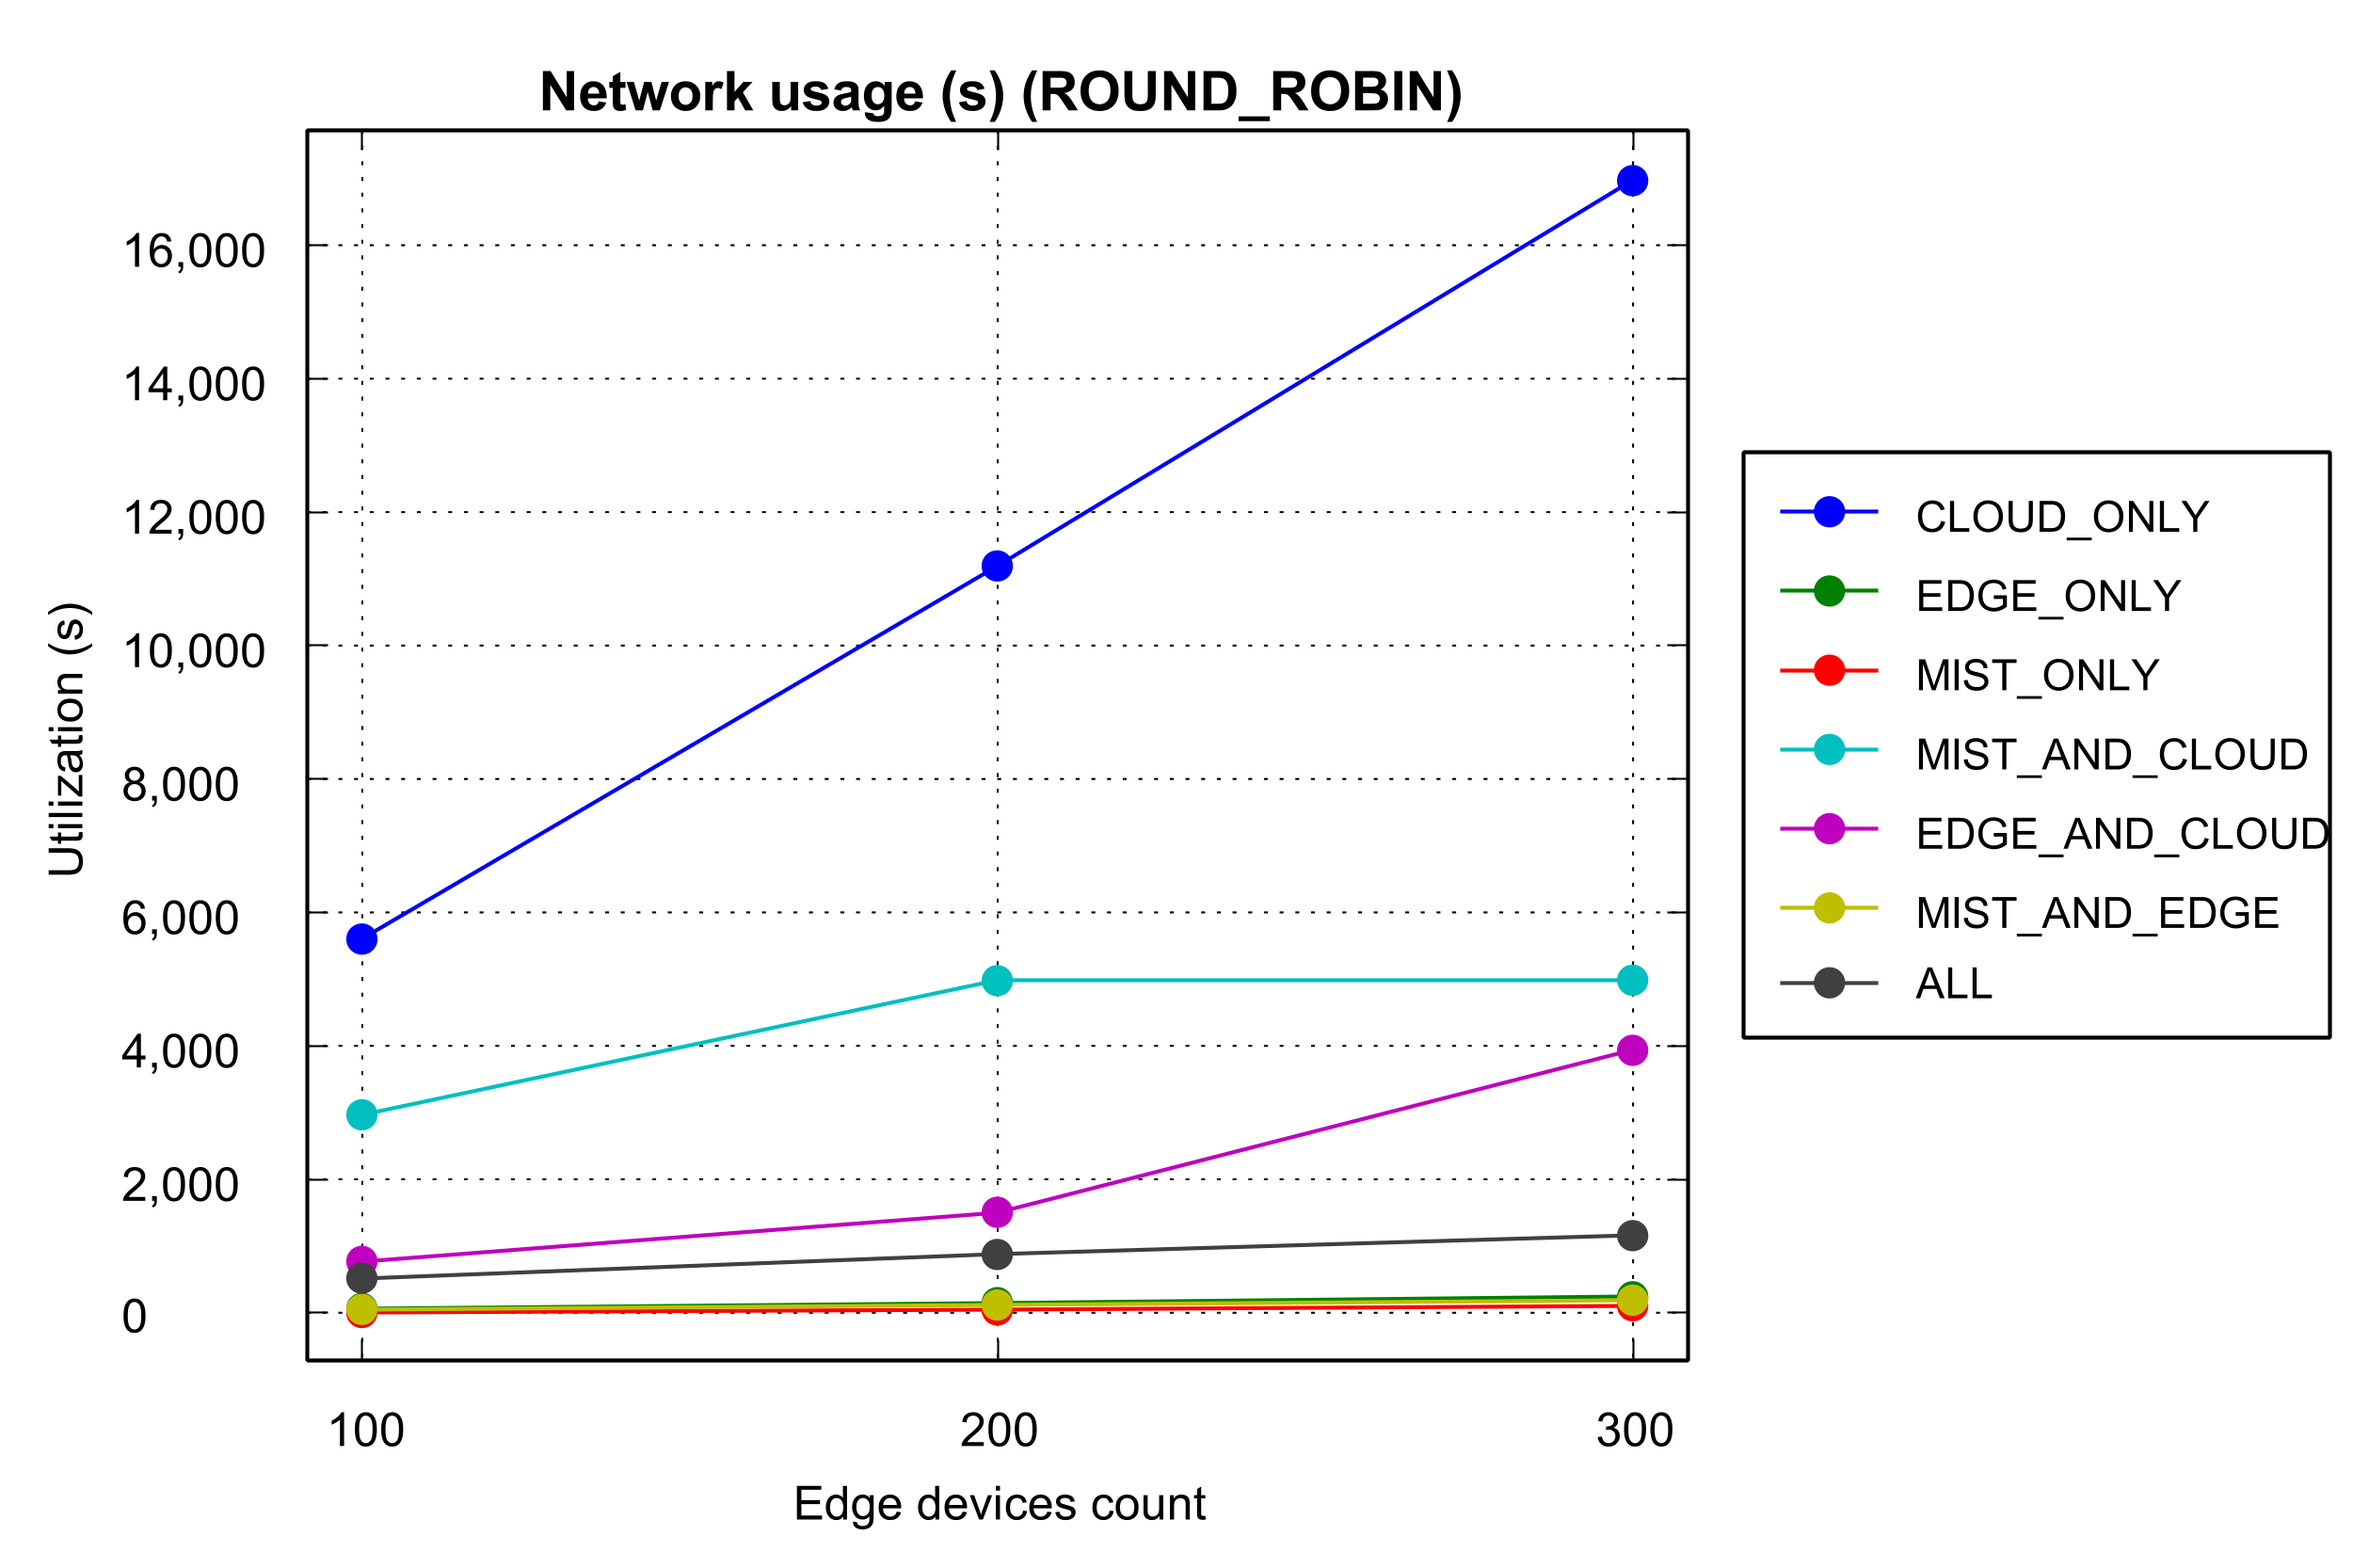 Network usage (s) (ROUND_ROBIN)
16,000
14,000
12,000
10,000
8,000
6,000
4,000
2,000
0
Utilization (s)
100
200
300
Edge devices count
CLOUD_ONLY
EDGE_ONLY
MIST_ONLY
MIST_AND_CLOUD
EDGE_AND_CLOUD
MIST_AND_EDGE
ALL